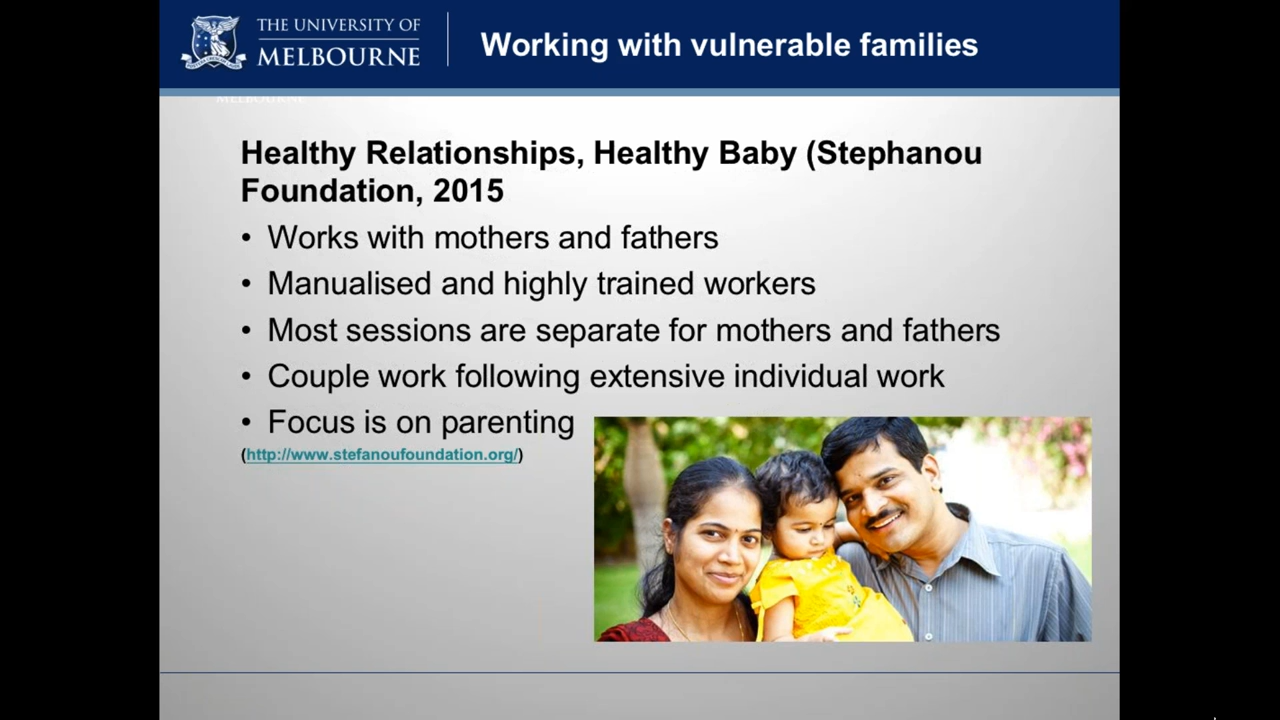 THE UNIVERSITY OF
MELBOURNE
Working with vulnerable families
MELBOURNE
Healthy Relationships, Healthy Baby (Stephanou
Foundation, 2015
• Works with mothers and fathers
• Manualised and highly trained workers
• Most sessions are separate for mothers and fathers
• Couple work following extensive individual work
• Focus is on parenting
(http://www.stefanoufoundation.org/)